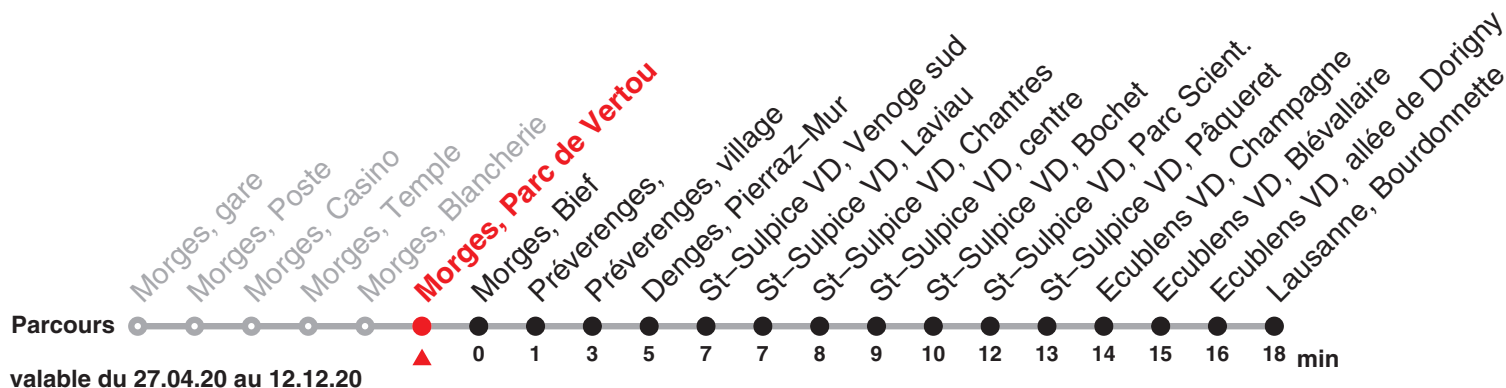 Morges, gare
Morges, Poste
Morges, Casino
Morges, Temple
Morges, Blancherie
Morges, Parc de Vertou
Morges, Bief
Préverenges,
Préverenges, village
Denges, Pierraz–Mur
St–Sulpice VD, Venoge sud
St–Sulpice VD, Laviau
St–Sulpice VD, Chantres
St–Sulpice VD, centre
St–Sulpice VD, Bochet
St–Sulpice VD, Parc Scient.
St–Sulpice VD, Pâqueret
Ecublens VD, Champagne
Ecublens VD, Blévallaire
Ecublens VD, allée de Dorigny
Lausanne, Bourdonnette
Parcours
0 1 3 5 7 7 8 9 10 12 13 14 15 16 18 min
valable du 27.04.20 au 12.12.20